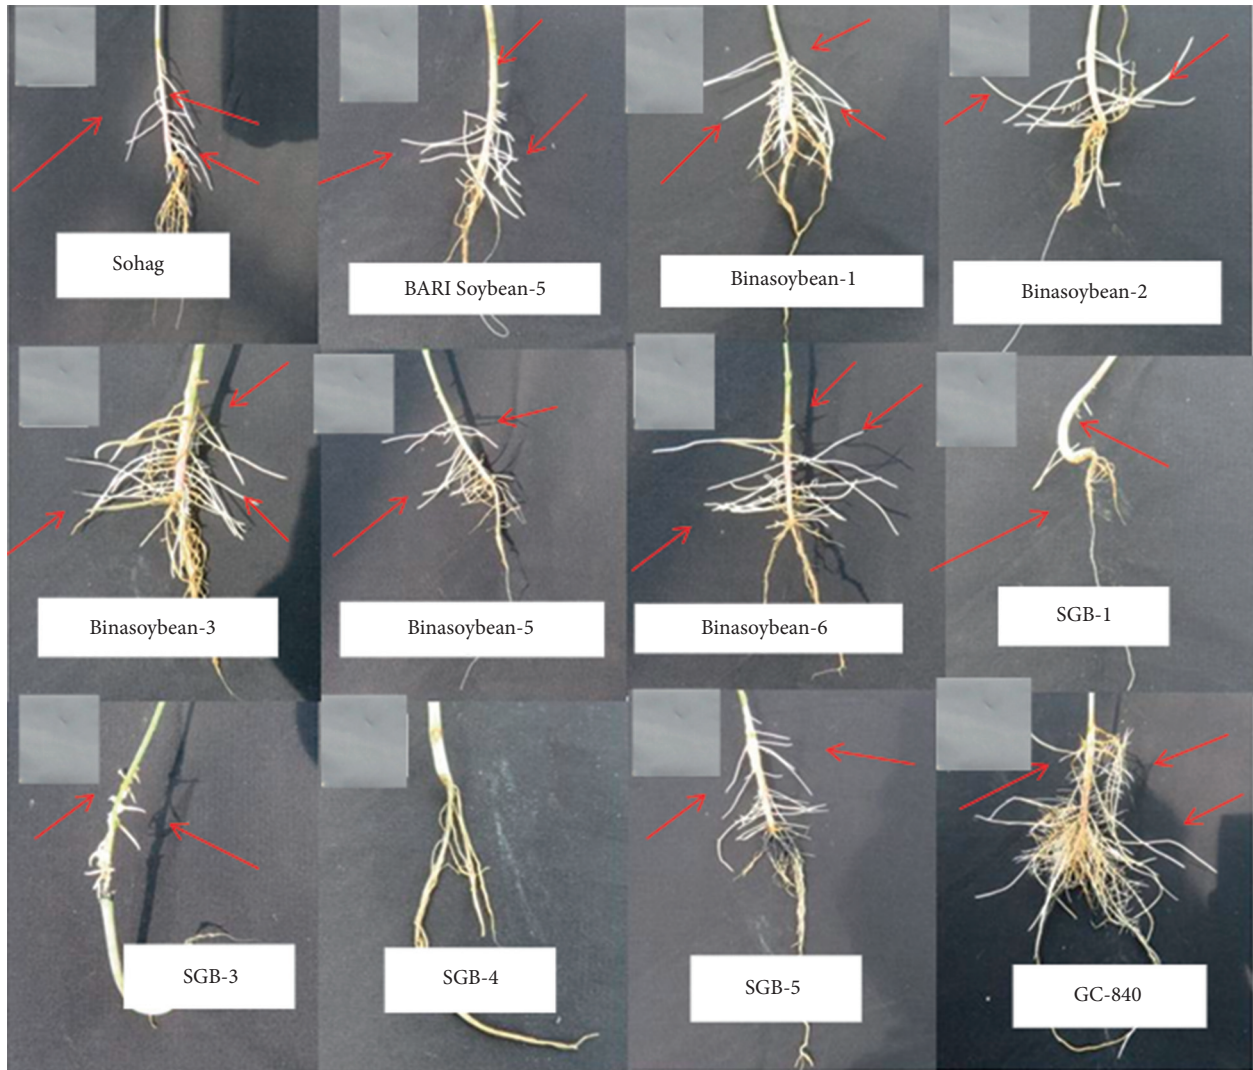 Sohag
BARI Soybean-5
Binasoybean-1
Binasoybean-2
Binasoybean-3
Binasoybean-5
Binasoybean-6
SGB-1
SGB-3
SGB-4
SGB-5
GC-840